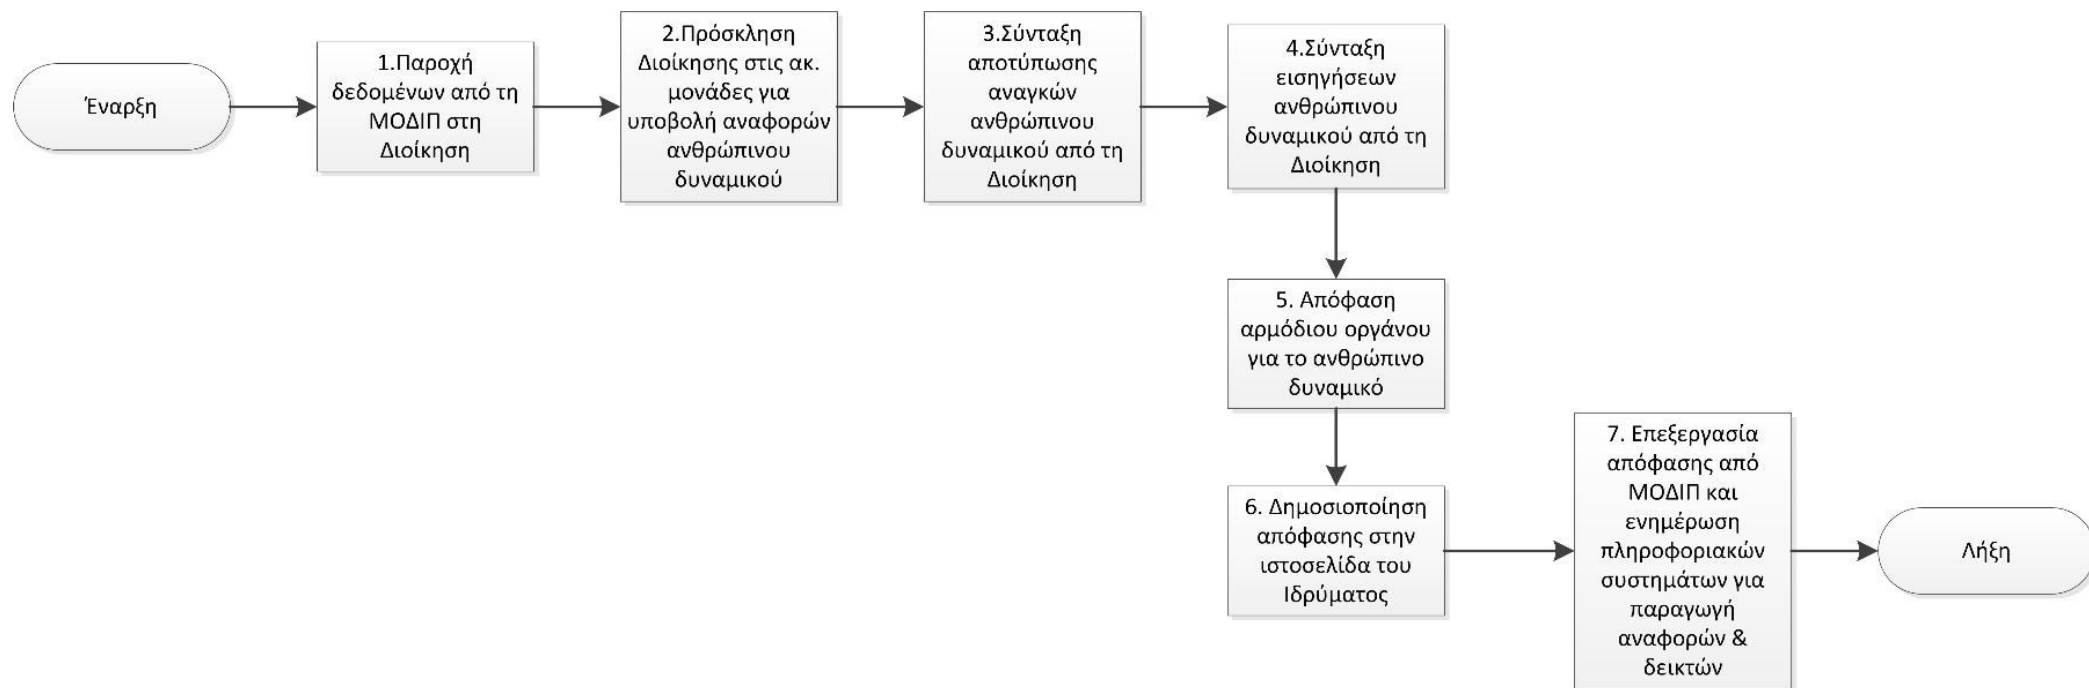 Έναρξη
1.Παροχή
δεδομένων από τη
ΜΟΔΙΠ στη
Διοίκηση
2.Πρόσκληση
Διοίκησης στις ακ.
μονάδες για
υποβολή αναφορών
ανθρώπινου
δυναμικού
3.Σύνταξη
αποτύπωσης
αναγκών
ανθρώπινου
δυναμικού από τη
Διοίκηση
4.Σύνταξη
εισηγήσεων
ανθρώπινου
δυναμικού από τη
Διοίκηση
5. Απόφαση
αρμόδιου οργάνου
για το ανθρώπινο
δυναμικό
6. Δημοσιοποίηση
απόφασης στην
ιστοσελίδα του
Ιδρύματος
7. Επεξεργασία
απόφασης από
ΜΟΔΙΠ και
ενημέρωση
πληροφοριακών
συστημάτων για
παραγωγή
αναφορών &
δεικτών
Λήξη